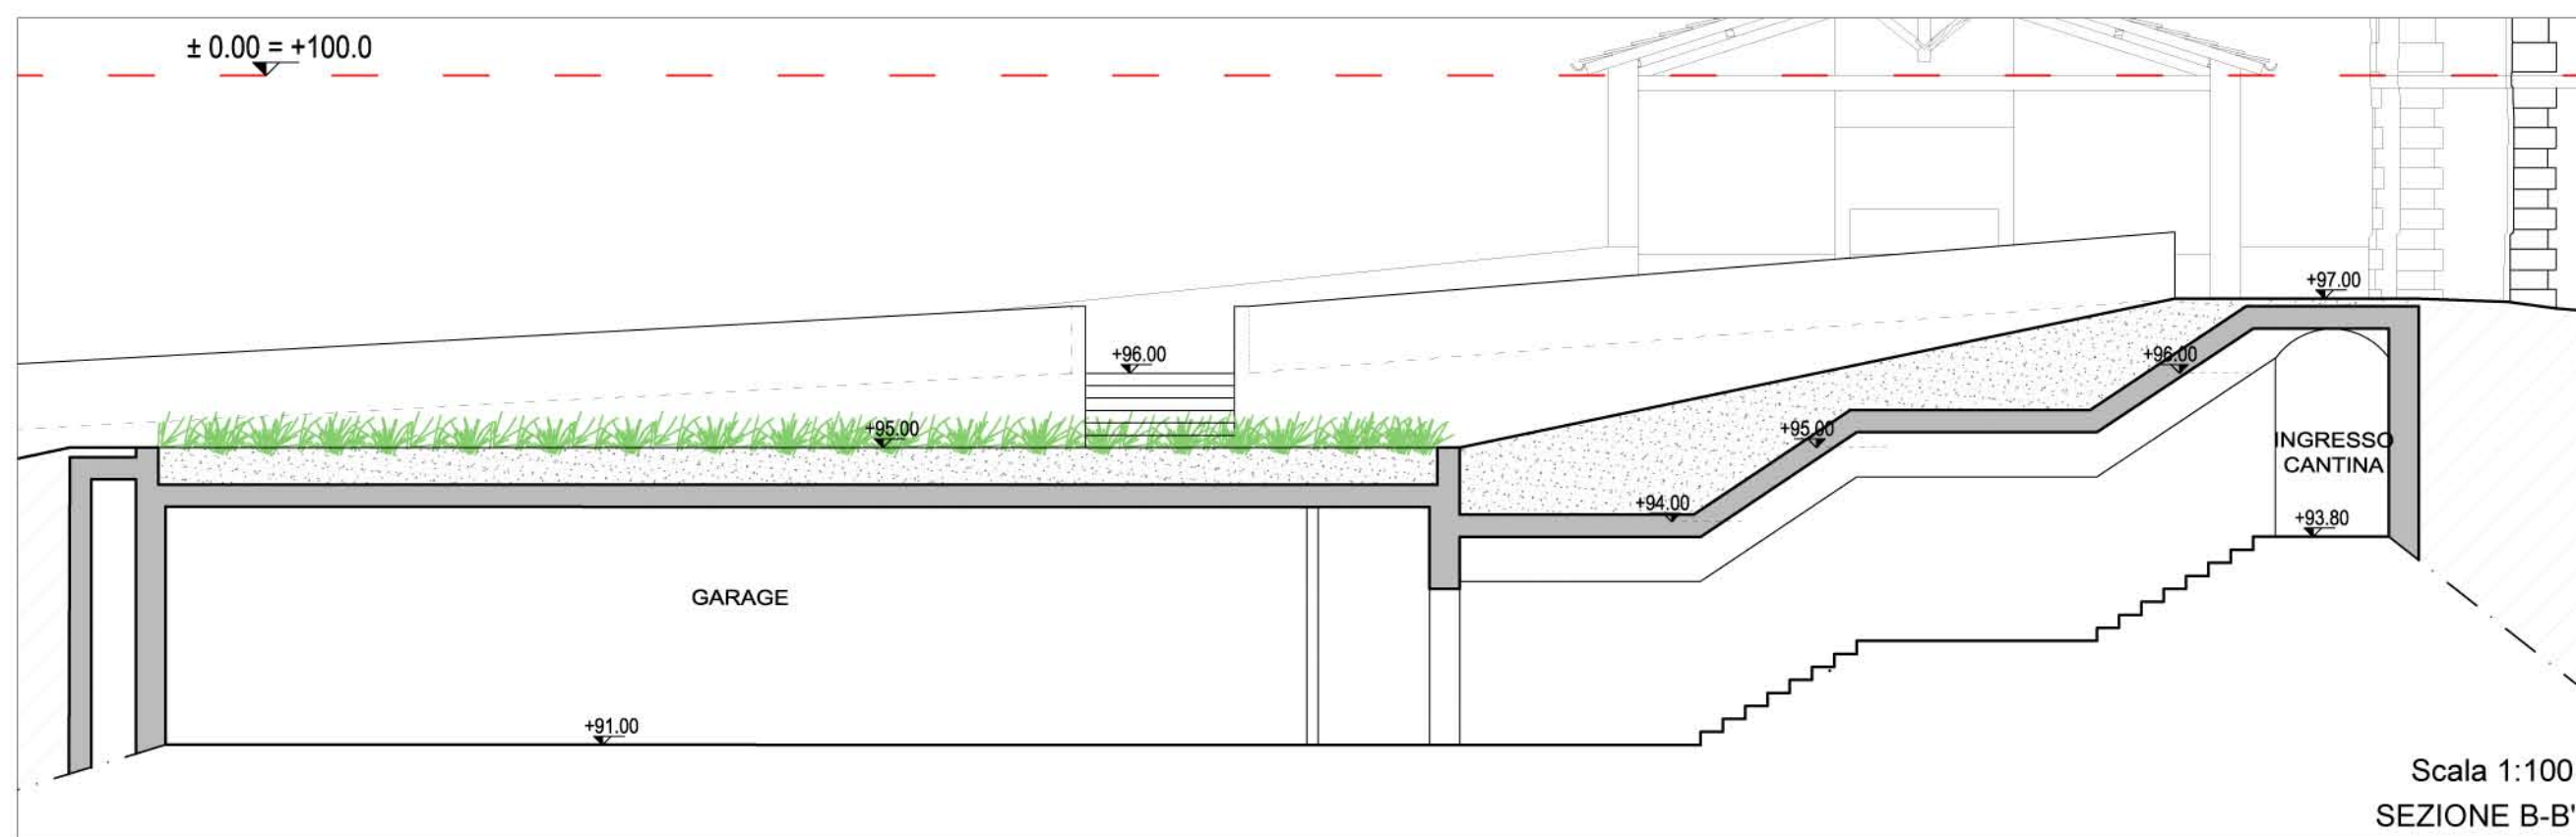 ± 0.00 = +100.0
+97.00
+96.00
+96.00
+95.00
+95.00
INGRESSO
CANTINA
+94.00
+93.80
GARAGE
+91.00
Scala 1:100
SEZIONE B-B'